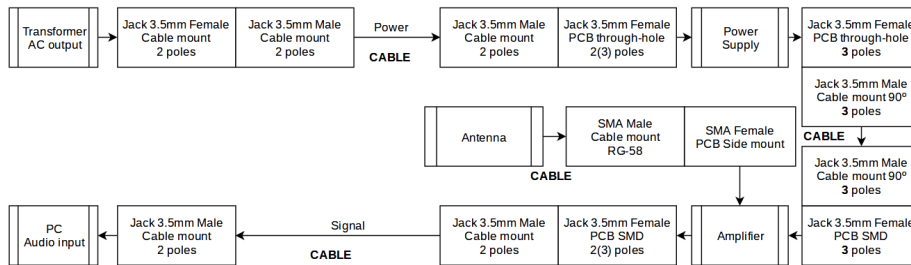 Transformer
AC output
Jack 3.5mm Female
Cable mount
2 poles
Jack 3.5mm Male
Cable mount
2 poles
Power
CABLE
Jack 3.5mm Male
Cable mount
2 poles
Jack 3.5mm Female
PCB through-hole
2(3) poles
Power
Supply
Jack 3.5mm Female
PCB through-hole
3 poles
Jack 3.5mm Male
Cable mount 90º
3 poles
CABLE
Antenna
CABLE
SMA Male
Cable mount
RG-58
SMA Female
PCB Side mount
Jack 3.5mm Male
Cable mount 90º
3 poles
PC
Audio input
Jack 3.5mm Male
Cable mount
2 poles
Signal
CABLE
Jack 3.5mm Male
Cable mount
2 poles
Jack 3.5mm Female
PCB SMD
2(3) poles
Amplifier
Jack 3.5mm Female
PCB SMD
3 poles